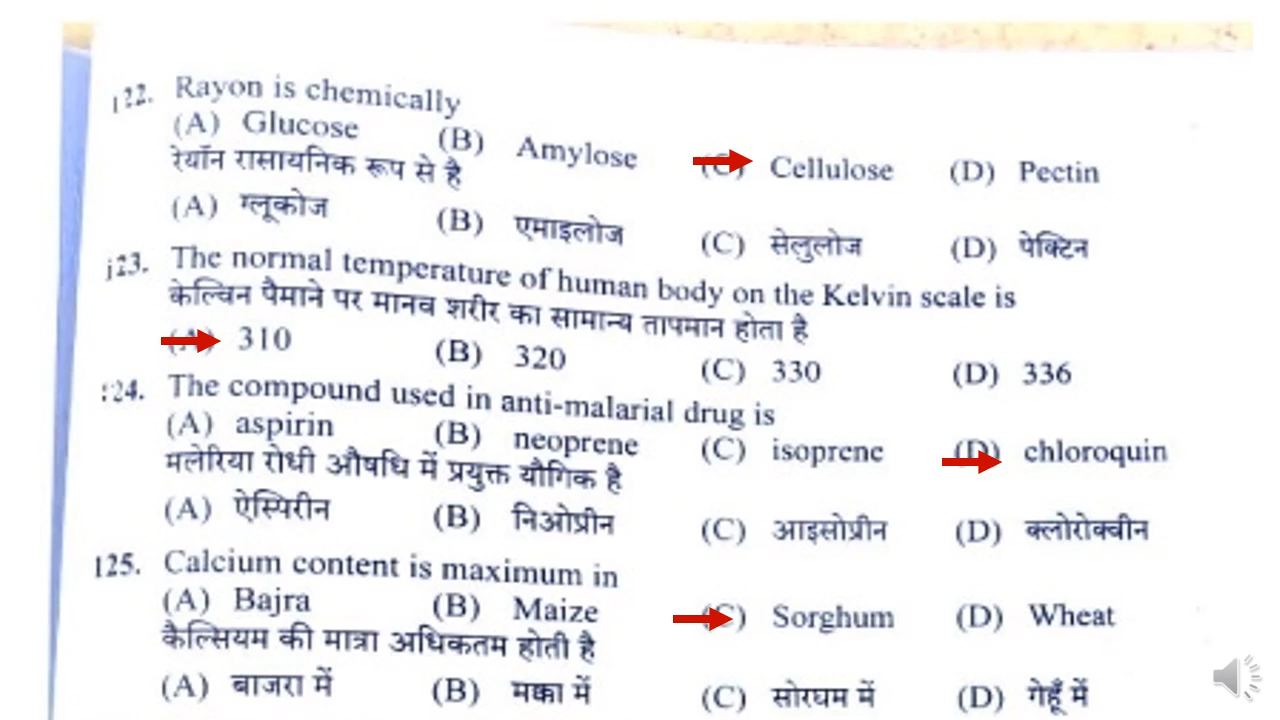 122. Rayon is chemically
(A) Glucose (B) Amylose (C) Cellulose (D) Pectin
रेयॉन रासायनिक रूप से है
(A) ग्लूकोज (B) एमाइलोज (C) सेलुलोज (D) पेक्टिन
123. The normal temperature of human body on the Kelvin scale is
केल्विन पैमाने पर मानव शरीर का सामान्य तापमान होता है
(A) 310 (B) 320 (C) 330 (D) 336
124. The compound used in anti-malarial drug is
(A) aspirin (B) neoprene (C) isoprene (D) chloroquin
मलेरिया रोधी औषधि में प्रयुक्त यौगिक है
(A) ऐस्पिरीन (B) निओप्रीन (C) आइसोप्रीन (D) क्लोरोक्वीन
125. Calcium content is maximum in
(A) Bajra (B) Maize (C) Sorghum (D) Wheat
कैल्सियम की मात्रा अधिकतम होती है
(A) बाजरा में (B) मक्का में (C) सोरघम में (D) गेहूँ में